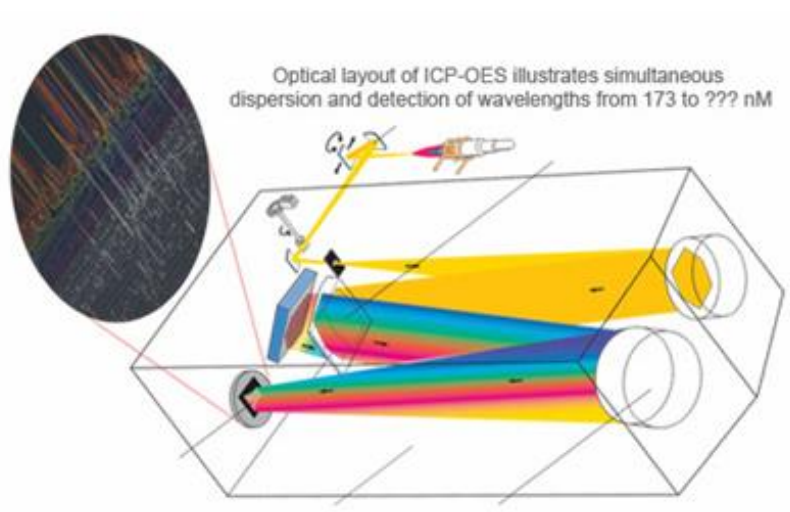 Optical layout of ICP-OES illustrates simultaneous
dispersion and detection of wavelengths from 173 to ??? nM